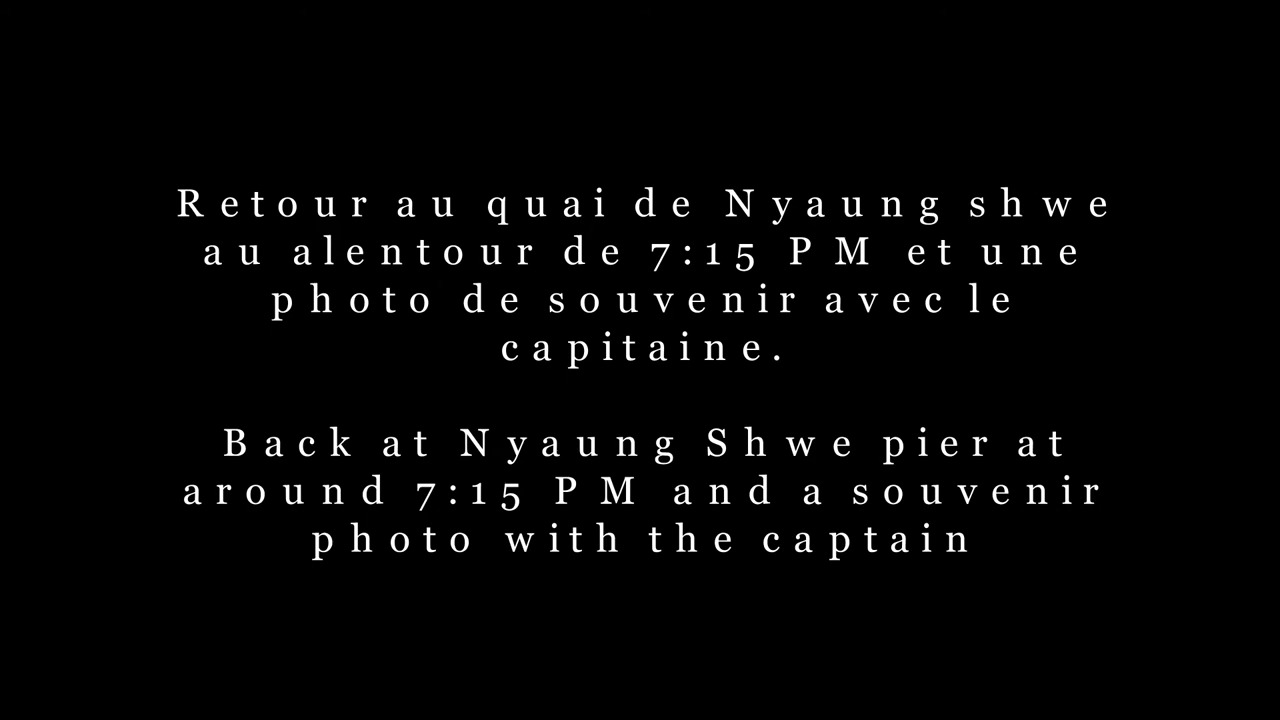 Retour au quai de Nyaung shwe
au alentour de 7:15 PM et une
photo de souvenir avec le
capitaine.
Back at Nyaung Shwe pier at
around 7:15 PM and a souvenir
photo with the captain